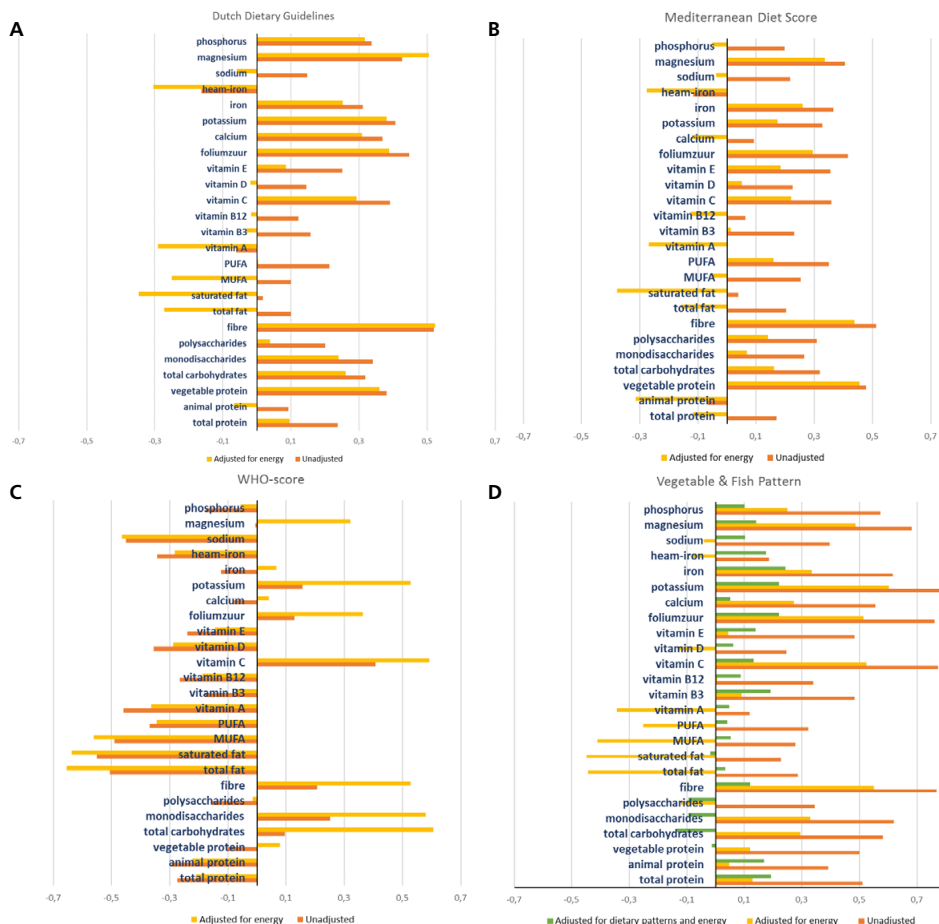 A
Dutch Dietary Guidelines
phosphorus
magnesium
sodium
heam-iron
iron
potassium
calcium
foliumzuur
vitamin E
vitamin D
vitamin C
vitamin B12
vitamin B3
vitamin A
PUFA
MUFA
saturated fat
total fat
fibre
polysaccharides
monodisaccharides
total carbohydrates
vegetable protein
animal protein
total protein
-0,7 -0,5 -0,3 -0,1 0,1 0,3 0,5 0,7
Adjusted for energy Unadjusted
B
Mediterranean Diet Score
phosphorus
magnesium
sodium
heam-iron
iron
potassium
calcium
foliumzuur
vitamin E
vitamin D
vitamin C
vitamin B12
vitamin B3
vitamin A
PUFA
MUFA
saturated fat
total fat
fibre
polysaccharides
monodisaccharides
total carbohydrates
vegetable protein
animal protein
total protein
-0,7 -0,5 -0,3 -0,1 0,1 0,3 0,5 0,7
Adjusted for energy Unadjusted
C
WHO-score
phosphorus
magnesium
sodium
heam-iron
iron
potassium
calcium
foliumzuur
vitamin E
vitamin D
vitamin C
vitamin B12
vitamin B3
vitamin A
PUFA
MUFA
saturated fat
total fat
fibre
polysaccharides
monodisaccharides
total carbohydrates
vegetable protein
animal protein
total protein
-0,7 -0,5 -0,3 -0,1 0,1 0,3 0,5 0,7
Adjusted for energy Unadjusted
D
Vegetable & Fish Pattern
phosphorus
magnesium
sodium
heam-iron
iron
potassium
calcium
foliumzuur
vitamin E
vitamin D
vitamin C
vitamin B12
vitamin B3
vitamin A
PUFA
MUFA
saturated fat
total fat
fibre
polysaccharides
monodisaccharides
total carbohydrates
vegetable protein
animal protein
total protein
-0,7 -0,5 -0,3 -0,1 0,1 0,3 0,5 0,7
Adjusted for dietary patterns and energy Adjusted for energy Unadjusted